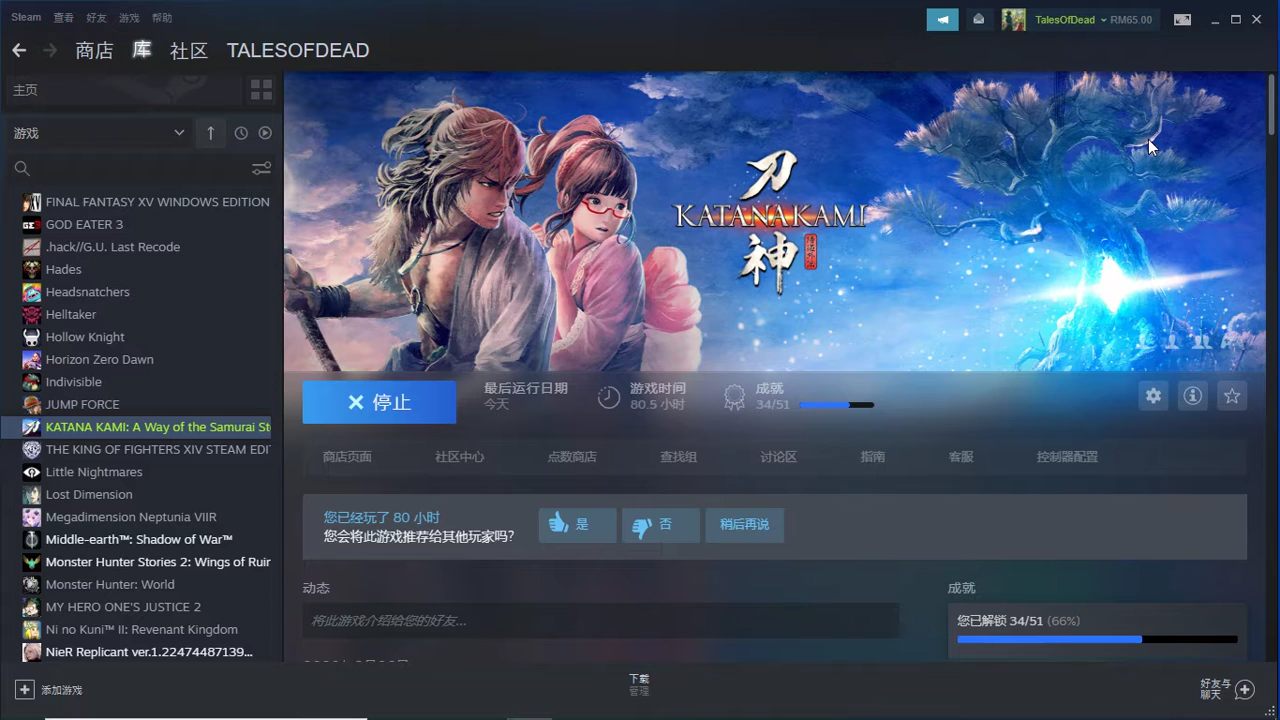 Steam 查看 好友 游戏 帮助
TalesOfDead RM65.00
商店 库 社区 TALESOFDEAD
主页
游戏
FINAL FANTASY XV WINDOWS EDITION
GOD EATER 3
.hack//G.U. Last Recode
Hades
Headsnatchers
Helltaker
Hollow Knight
Horizon Zero Dawn
Indivisible
JUMP FORCE
KATANA KAMI: A Way of the Samurai St
THE KING OF FIGHTERS XIV STEAM EDI
Little Nightmares
Lost Dimension
Megadimension Neptunia VIIR
Middle-earth™: Shadow of War™
Monster Hunter Stories 2: Wings of Ruin
Monster Hunter: World
MY HERO ONE'S JUSTICE 2
Ni no Kuni™ II: Revenant Kingdom
NieR Replicant ver.1.22474487139...
添加游戏
刀
KATANA KAMI
神
停止
最后运行日期
今天
游戏时间
80.5 小时
成就
34/51
商店页面 社区中心 点数商店 查找组 讨论区 指南 客服 控制器配置
您已经玩了 80 小时
您会将此游戏推荐给其他玩家吗?
是 否 稍后再说
动态
将此游戏介绍给您的好友...
成就
您已解锁 34/51 (66%)
下载
管理
好友与
聊天